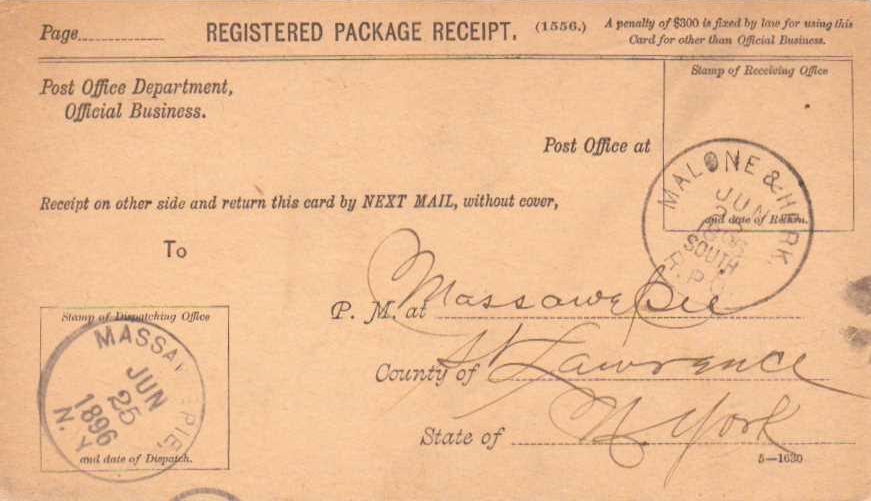 Page............ REGISTERED PACKAGE RECEIPT. (1556.) A penalty of $300 is fixed by law for using this
Card for other than Official Business.
Post Office Department,
Official Business.
Stamp of Receiving Office
Post Office at
MALONE & HERK.
JUN
SOUTH
R.P.O.
and date of Return.
Receipt on other side and return this card by NEXT MAIL, without cover,
To
P. M. at Massawepie
County of St Lawrence
State of N. York
Stamp of Dispatching Office
MASSAWEPIE,
JUN
25
1896
N. Y.
and date of Dispatch.
5—1630